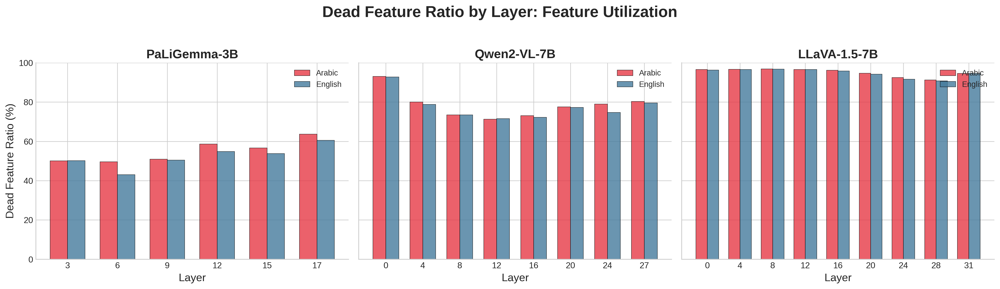 Dead Feature Ratio by Layer: Feature Utilization
PaLiGemma-3B
Qwen2-VL-7B
LLaVA-1.5-7B
Dead Feature Ratio (%)
100
80
60
40
20
0
Arabic
English
3 6 9 12 15 17
Layer
Arabic
English
0 4 8 12 16 20 24 27
Layer
Arabic
English
0 4 8 12 16 20 24 28 31
Layer